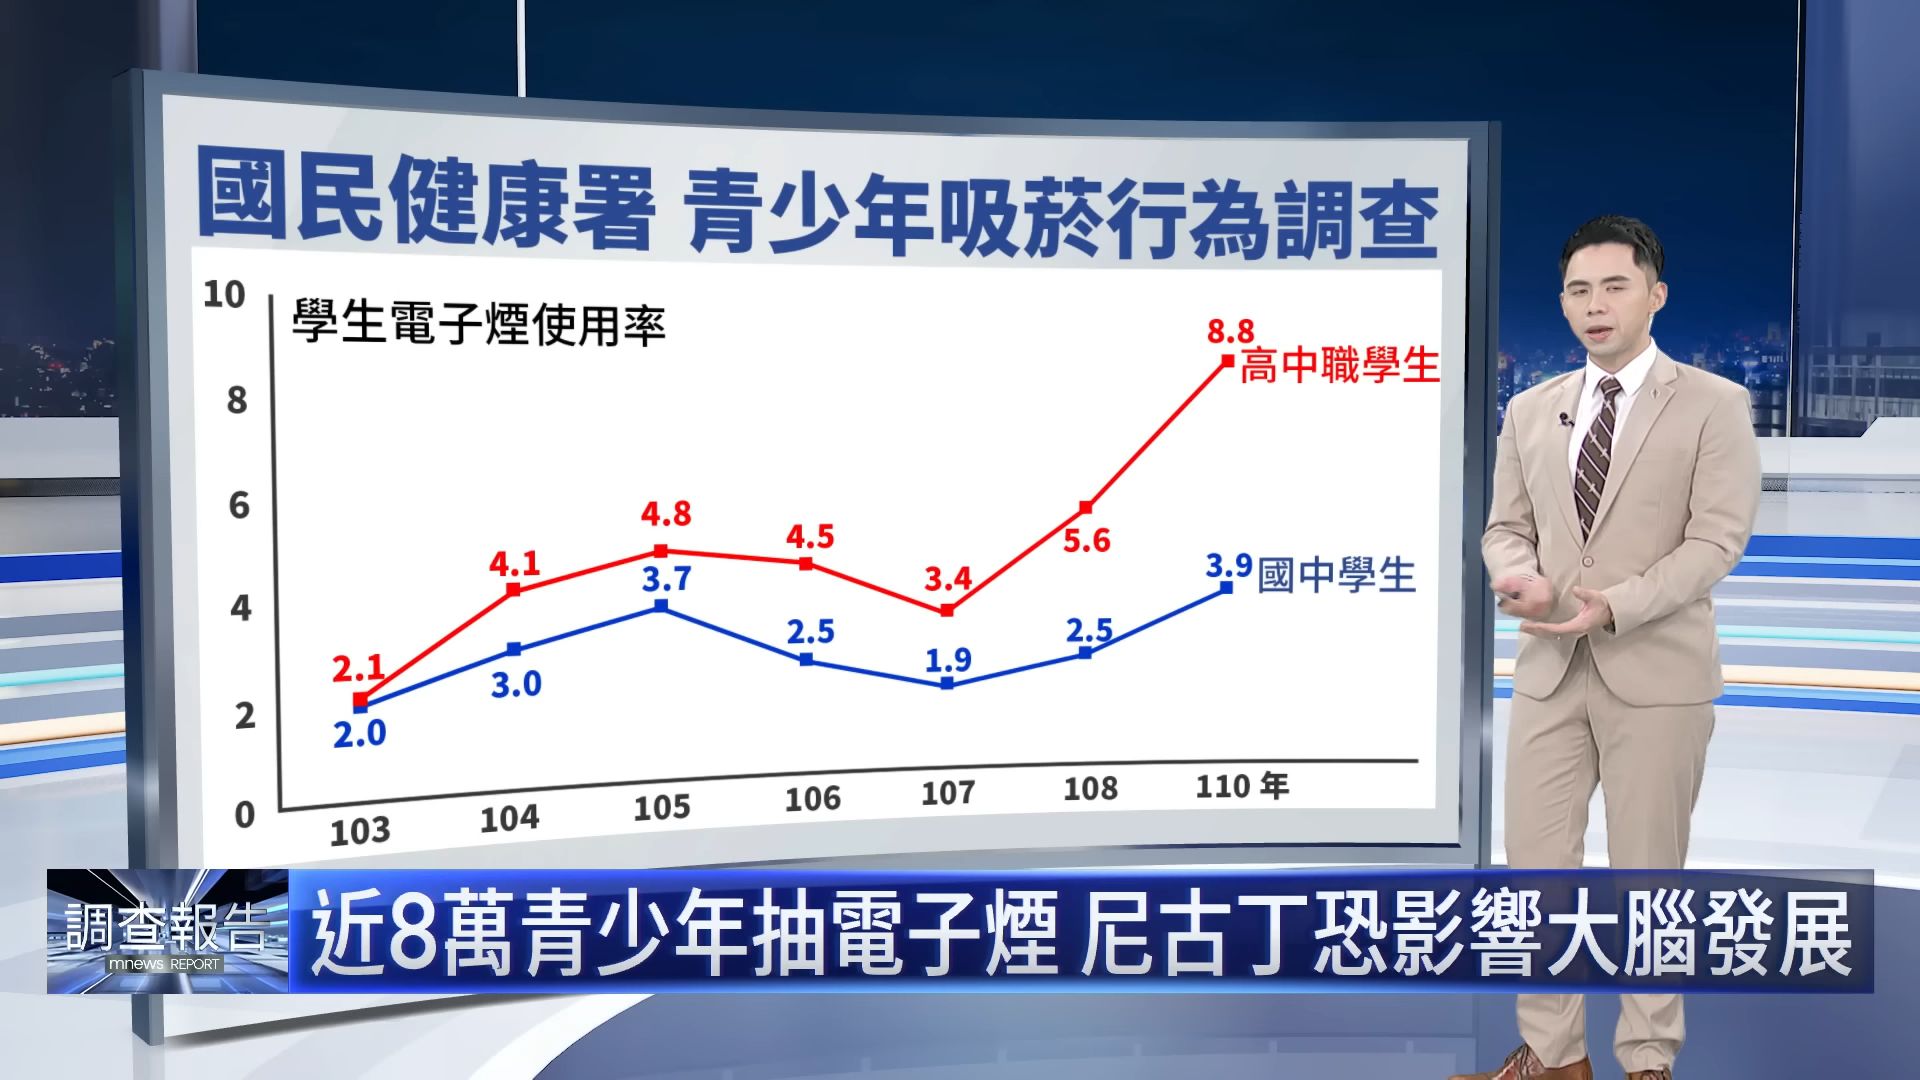 國民健康署 青少年吸菸行為調查
學生電子煙使用率
10
8
6
4
2
0
2.1
4.1
4.8
4.5
3.4
5.6
8.8
高中職學生
2.0
3.0
3.7
2.5
1.9
2.5
3.9
國中學生
103 104 105 106 107 108 110 年
調查報告
mnews REPORT
近8萬青少年抽電子煙 尼古丁恐影響大腦發展